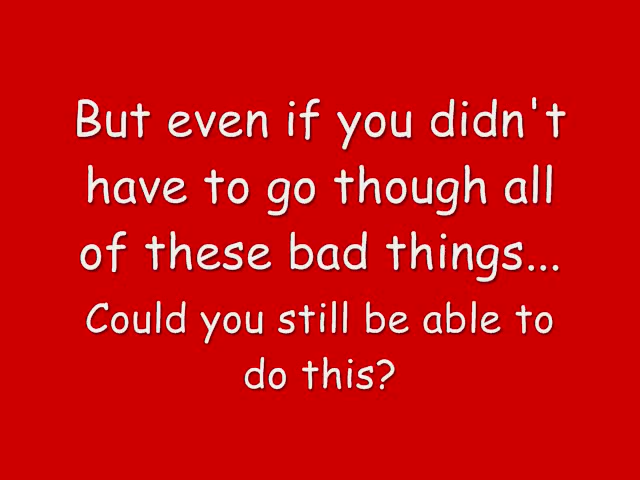 But even if you didn't
have to go though all
of these bad things...
Could you still be able to
do this?